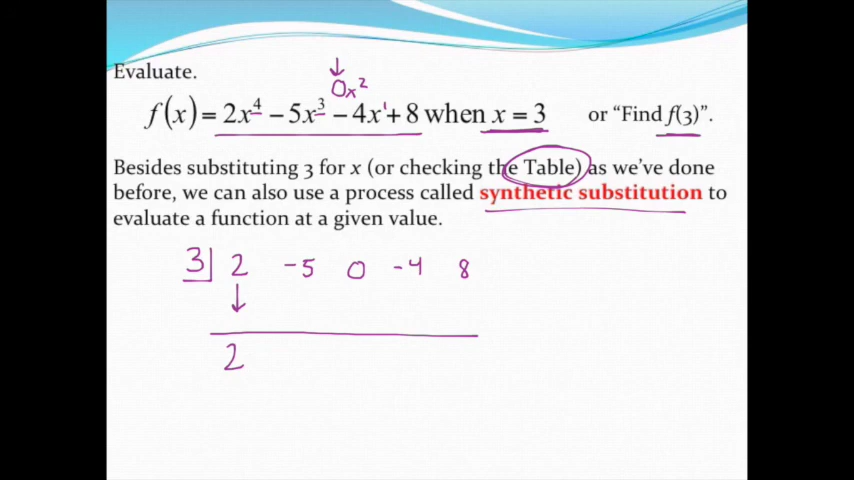 Evaluate.
0x²
f(x) = 2x⁴ − 5x³ − 4x¹ + 8 when x = 3 or “Find f(3)”.
Besides substituting 3 for x (or checking the Table) as we’ve done
before, we can also use a process called synthetic substitution to
evaluate a function at a given value.
3 2 -5 0 -4 8
2